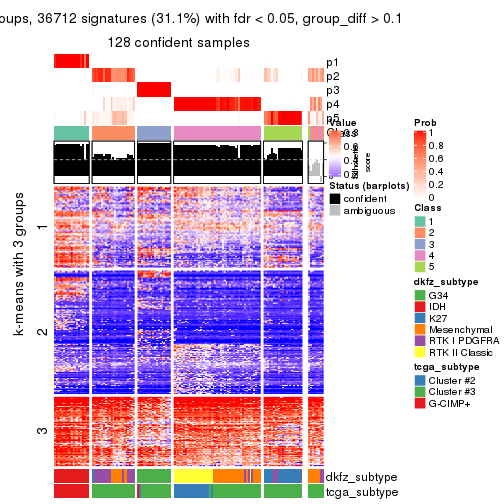 oups, 36712 signatures (31.1%) with fdr < 0.05, group_diff > 0.1
128 confident samples
p1
p2
p3
p4
p5
Value
Silhouette
score
Status (barplots)
confident
ambiguous
k-means with 3 groups
1
2
3
dkfz_subtype
tcga_subtype
Prob
1
0.8
0.6
0.4
0.2
0
Class
1
2
3
4
5
dkfz_subtype
G34
IDH
K27
Mesenchymal
RTK I PDGFRA
RTK II Classic
tcga_subtype
Cluster #2
Cluster #3
G-CIMP+